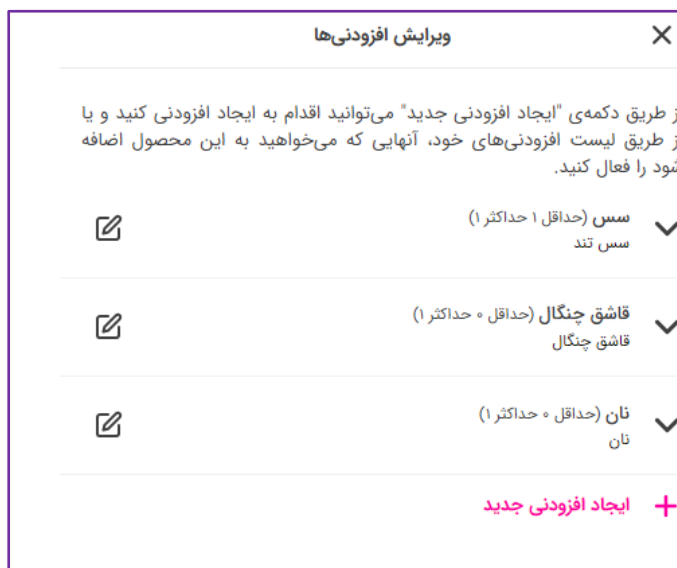 ویرایش افزودنی‌ها
ز طریق دکمه‌ی "ایجاد افزودنی جدید" می‌توانید اقدام به ایجاد افزودنی کنید و یا
ز طریق لیست افزودنی‌های خود، آنهایی که می‌خواهید به این محصول اضافه
شود را فعال کنید.
سس (حداقل ۱ حداکثر ۱)
سس تند
قاشق چنگال (حداقل ۰ حداکثر ۱)
قاشق چنگال
نان (حداقل ۰ حداکثر ۱)
نان
ایجاد افزودنی جدید